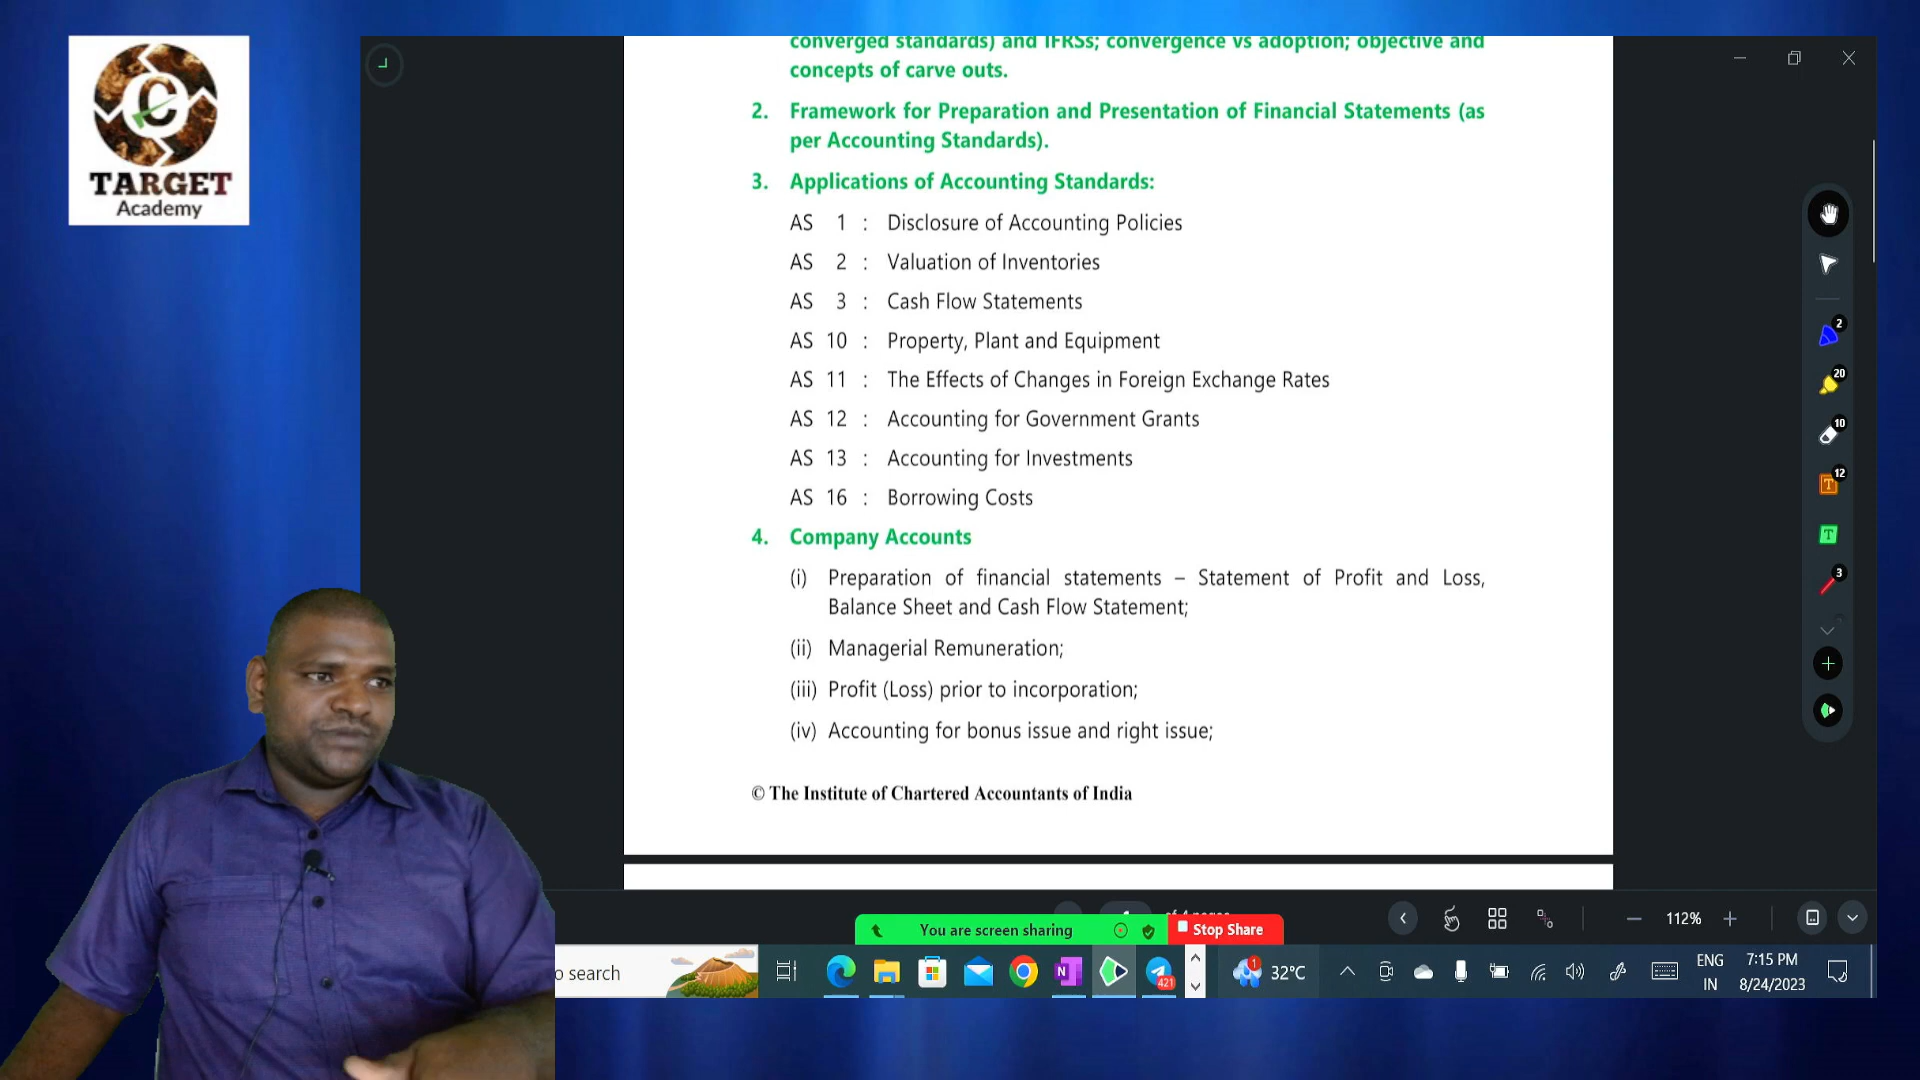 TARGET
Academy
converged standards) and IFRSs; convergence vs adoption; objective and
concepts of carve outs.
2. Framework for Preparation and Presentation of Financial Statements (as
per Accounting Standards).
3. Applications of Accounting Standards:
AS 1 : Disclosure of Accounting Policies
AS 2 : Valuation of Inventories
AS 3 : Cash Flow Statements
AS 10 : Property, Plant and Equipment
AS 11 : The Effects of Changes in Foreign Exchange Rates
AS 12 : Accounting for Government Grants
AS 13 : Accounting for Investments
AS 16 : Borrowing Costs
4. Company Accounts
(i) Preparation of financial statements – Statement of Profit and Loss,
Balance Sheet and Cash Flow Statement;
(ii) Managerial Remuneration;
(iii) Profit (Loss) prior to incorporation;
(iv) Accounting for bonus issue and right issue;
© The Institute of Chartered Accountants of India
2
20
10
12
T
T
3
112%
You are screen sharing
Stop Share
o search
N
421
1
32°C
ENG
IN
7:15 PM
8/24/2023